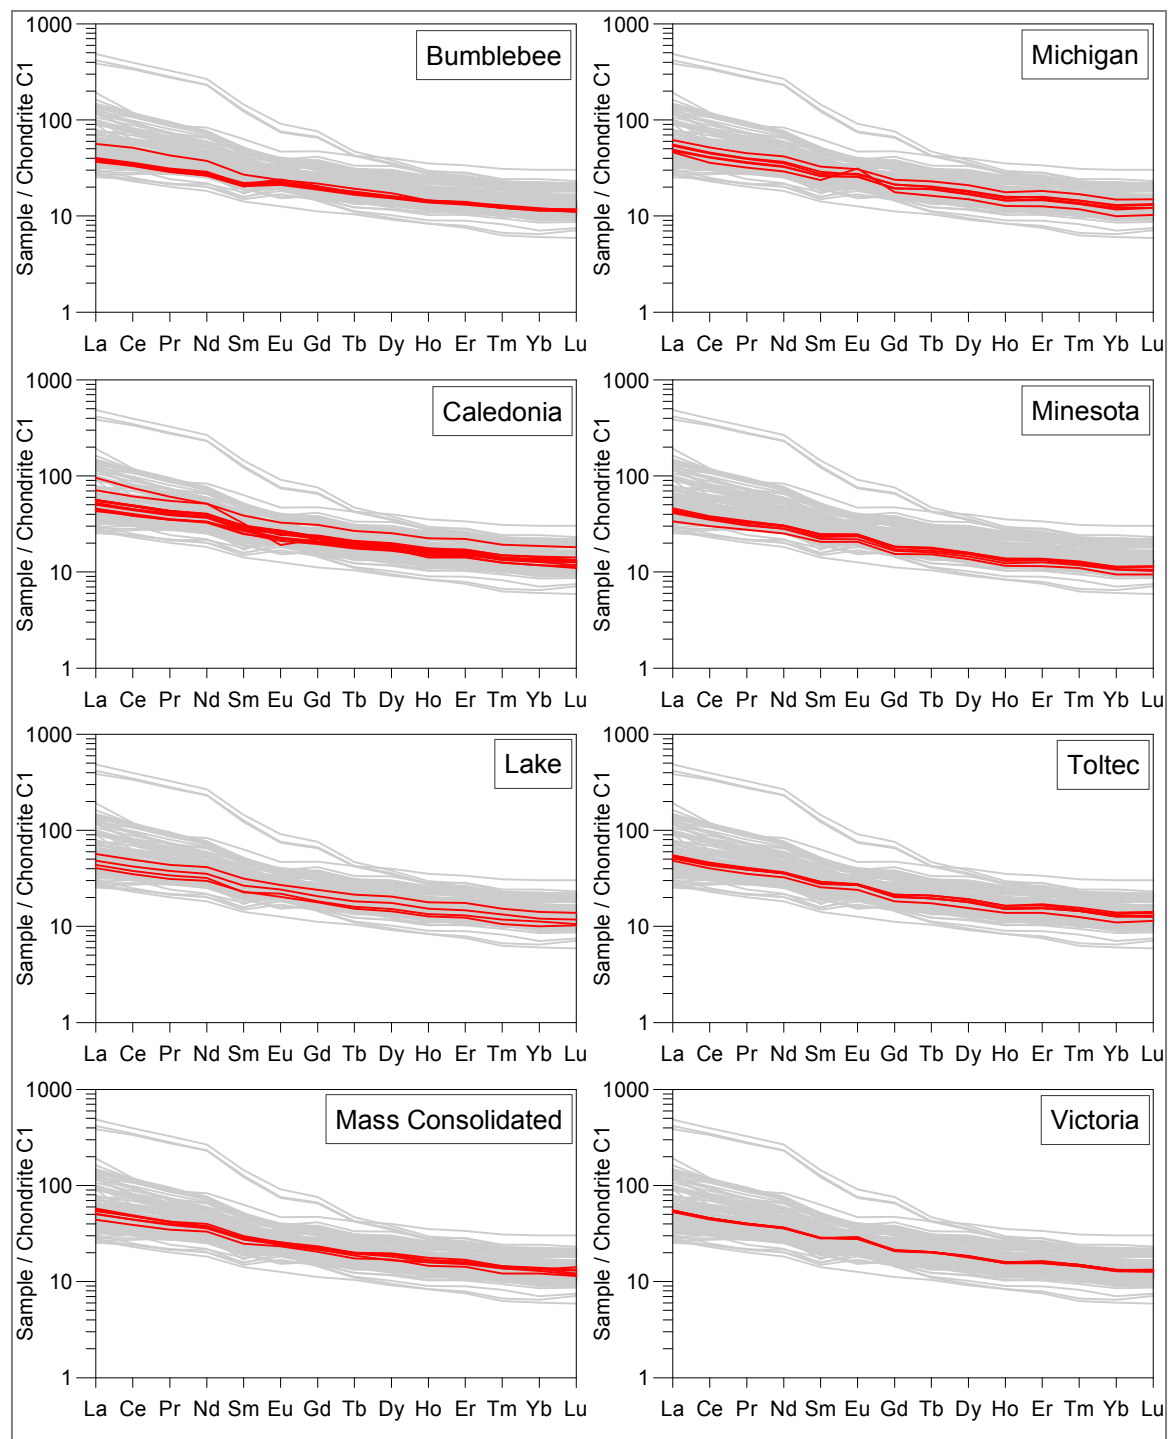 1000
100
10
1
Sample / Chondrite C1
Bumblebee
La Ce Pr Nd Sm Eu Gd Tb Dy Ho Er Tm Yb Lu
1000
100
10
1
Sample / Chondrite C1
Michigan
La Ce Pr Nd Sm Eu Gd Tb Dy Ho Er Tm Yb Lu
1000
100
10
1
Sample / Chondrite C1
Caledonia
La Ce Pr Nd Sm Eu Gd Tb Dy Ho Er Tm Yb Lu
1000
100
10
1
Sample / Chondrite C1
Minesota
La Ce Pr Nd Sm Eu Gd Tb Dy Ho Er Tm Yb Lu
1000
100
10
1
Sample / Chondrite C1
Lake
La Ce Pr Nd Sm Eu Gd Tb Dy Ho Er Tm Yb Lu
1000
100
10
1
Sample / Chondrite C1
Toltec
La Ce Pr Nd Sm Eu Gd Tb Dy Ho Er Tm Yb Lu
1000
100
10
1
Sample / Chondrite C1
Mass Consolidated
La Ce Pr Nd Sm Eu Gd Tb Dy Ho Er Tm Yb Lu
1000
100
10
1
Sample / Chondrite C1
Victoria
La Ce Pr Nd Sm Eu Gd Tb Dy Ho Er Tm Yb Lu